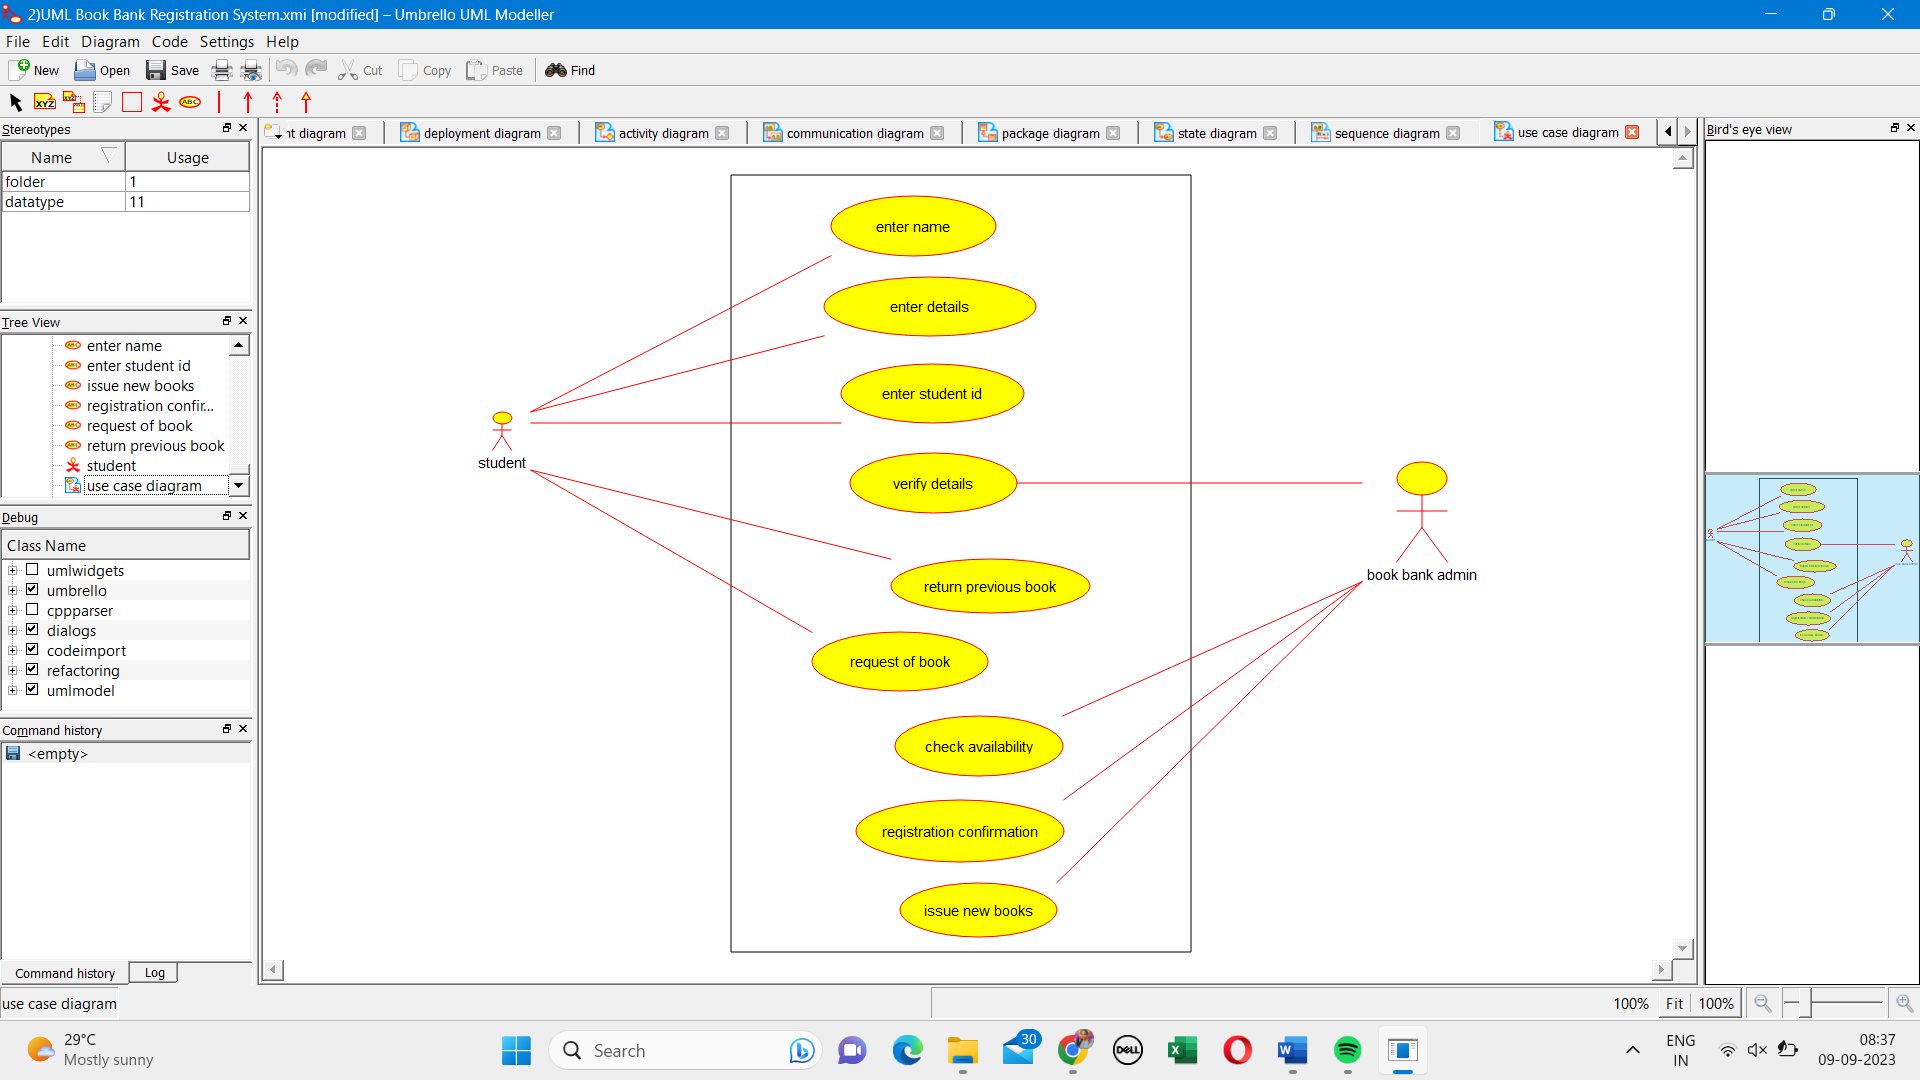 2)UML Book Bank Registration System.xmi [modified] – Umbrello UML Modeller
File Edit Diagram Code Settings Help
New Open Save Cut Copy Paste Find
XYZ XYZ ABC
Stereotypes
Name Usage
folder 1
datatype 11
Tree View
enter name
enter student id
issue new books
registration confir...
request of book
return previous book
student
use case diagram
Debug
Class Name
umlwidgets
umbrello
cppparser
dialogs
codeimport
refactoring
umlmodel
Command history
<empty>
Command history Log
use case diagram
nt diagram deployment diagram activity diagram communication diagram package diagram state diagram sequence diagram use case diagram
enter name
enter details
enter student id
student
verify details
book bank admin
return previous book
request of book
check availability
registration confirmation
issue new books
Bird's eye view
100% Fit 100%
29°C
Mostly sunny
Search
30
DELL
ENG
IN
08:37
09-09-2023